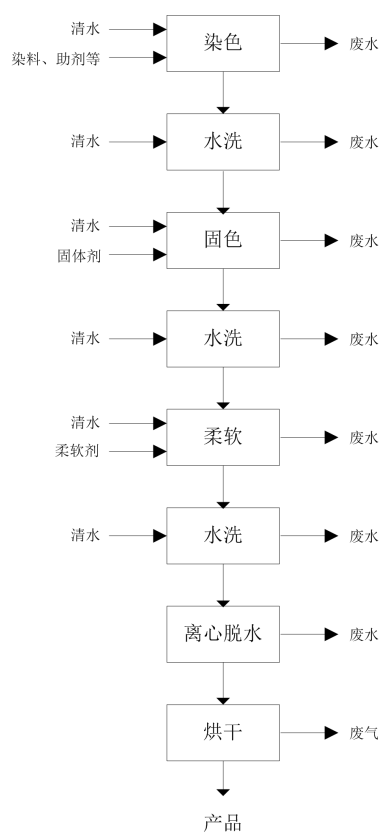 清水
染料、助剂等
染色
废水
清水
水洗
废水
清水
固体剂
固色
废水
清水
水洗
废水
清水
柔软剂
柔软
废水
清水
水洗
废水
离心脱水
废水
烘干
废气
产品